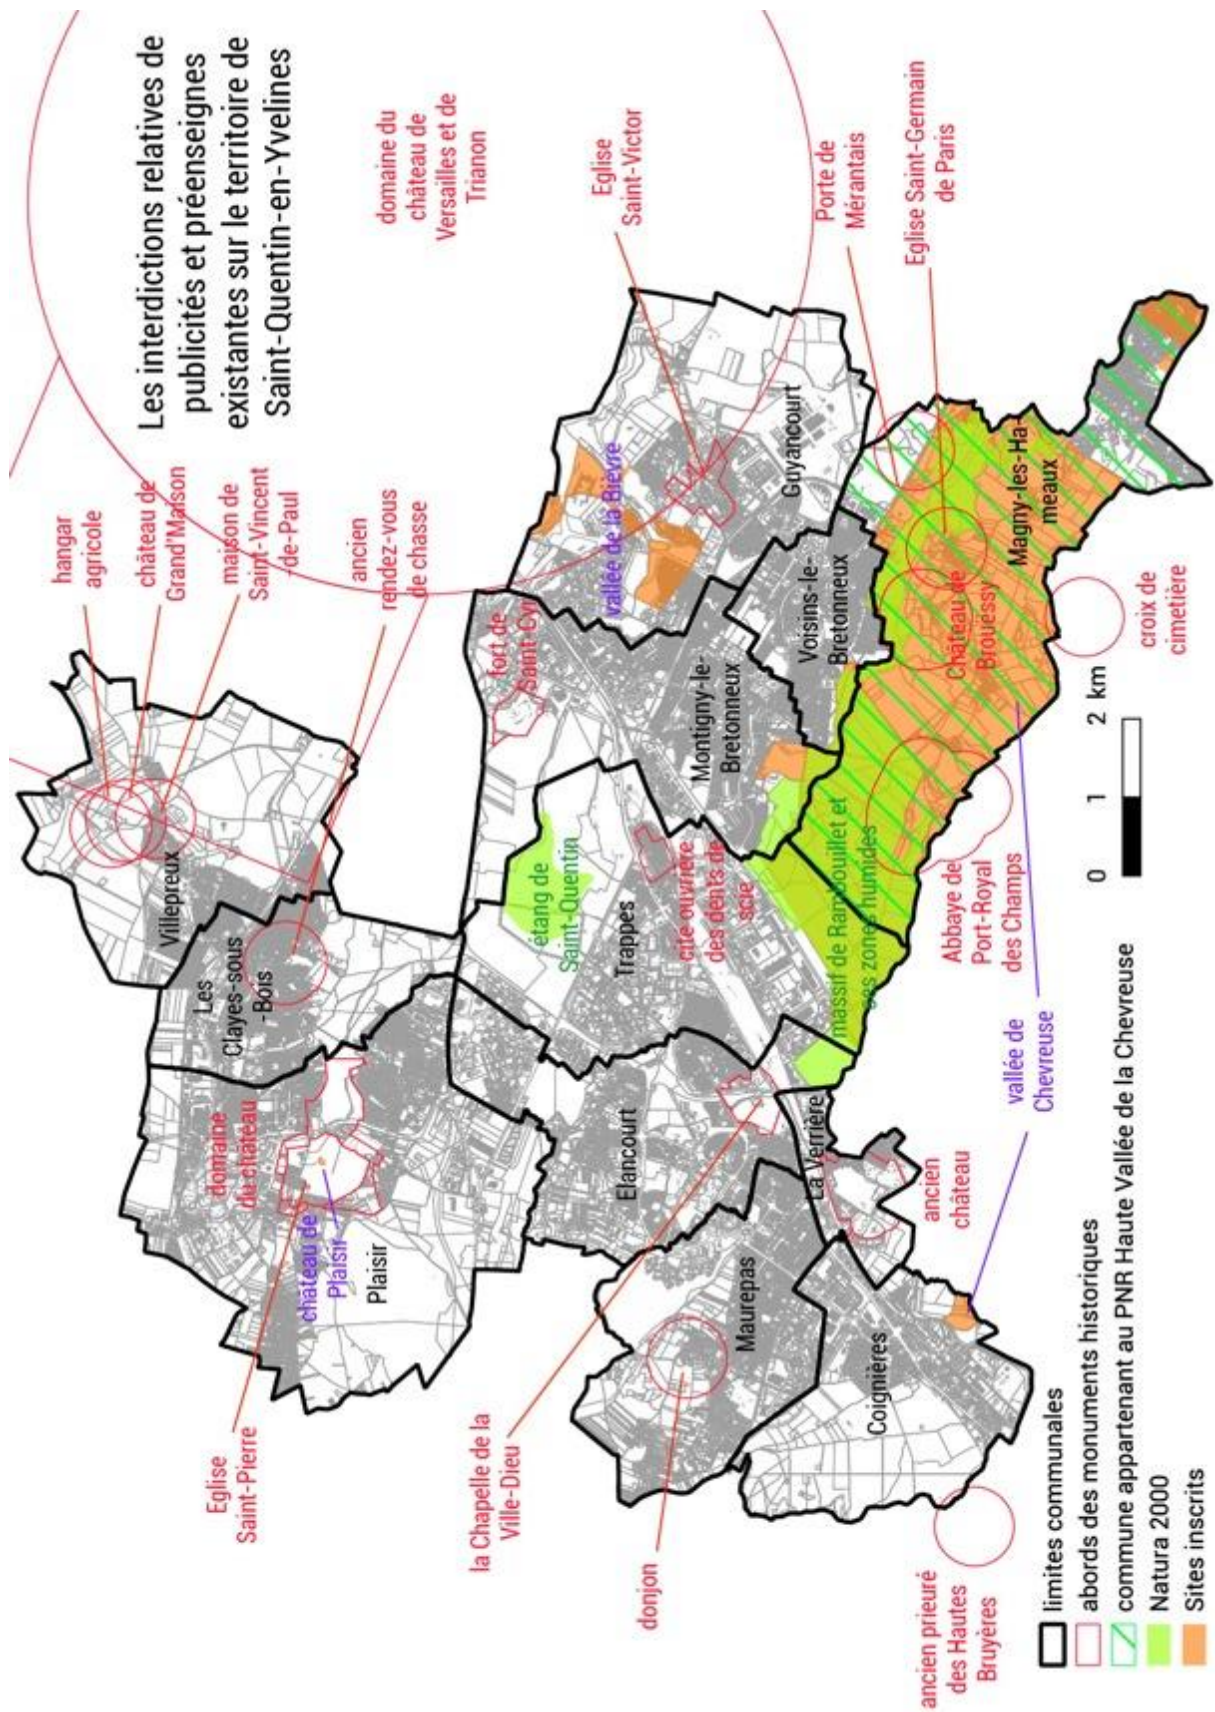 Les interdictions relatives de
publicités et préenseignes
existantes sur le territoire de
Saint-Quentin-en-Yvelines
domaine du
château de
Versailles et de
Trianon
hangar
agricole
château de
Grand'Maison
maison de
Saint-Vincent
-de-Paul
ancien
rendez-vous
de chasse
Eglise
Saint-Victor
Porte de
Mérantais
Eglise Saint-Germain
de Paris
Villepreux
Les
Clayes-sous
-Bois
domaine
du château
château de
Plaisir
Plaisir
Eglise
Saint-Pierre
fort de
Saint-Cyr
vallée de la Bièvre
Guyancourt
étang de
Saint-Quentin
Trappes
Montigny-le-
Bretonneux
Voisins-le-
Bretonneux
cité ouvrière
des dents de
scie
Elancourt
la Chapelle de la
Ville-Dieu
Maurepas
donjon
La Verrière
ancien
château
Coignières
ancien prieuré
des Hautes
Bruyères
massif de Rambouillet et
ses zones humides
Château de
Brouessy
Magny-les-Ha-
meaux
Abbaye de
Port-Royal
des Champs
croix de
cimetière
vallée de
Chevreuse
0 1 2 km
limites communales
abords des monuments historiques
commune appartenant au PNR Haute Vallée de la Chevreuse
Natura 2000
Sites inscrits